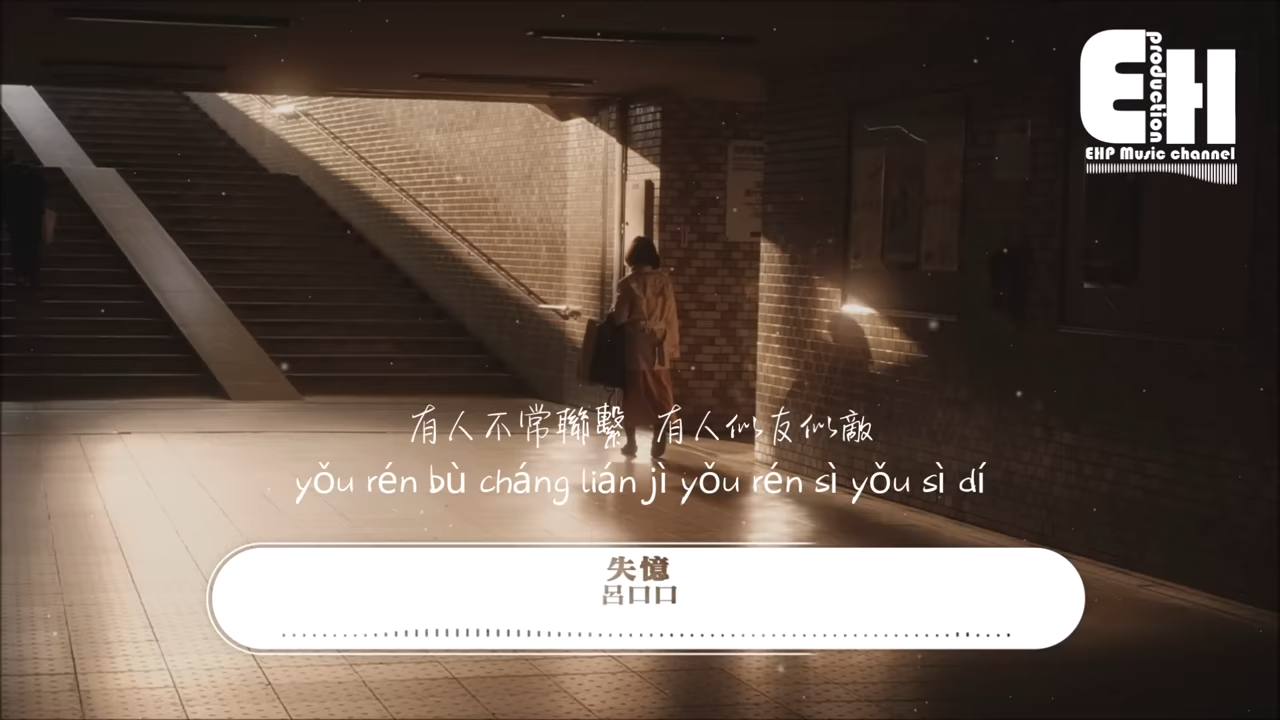 E production H
EHP Music channel
有人不常聯繫 有人似友似敵
yǒu rén bù cháng lián jì yǒu rén sì yǒu sì dí
失憶
呂口口